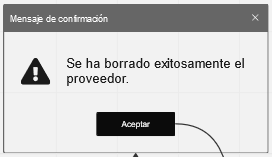 Mensaje de confirmación
Se ha borrado exitosamente el
proveedor.
Aceptar